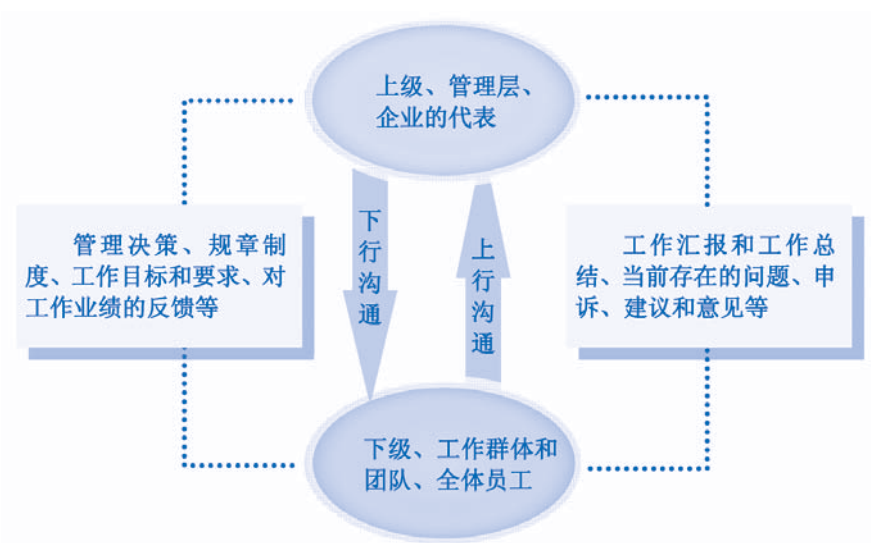 上级、管理层、
企业的代表
管理决策、规章制
度、工作目标和要求、对
工作业绩的反馈等
下行沟通
上行沟通
工作汇报和工作总
结、当前存在的问题、申
诉、建议和意见等
下级、工作群体和
团队、全体员工